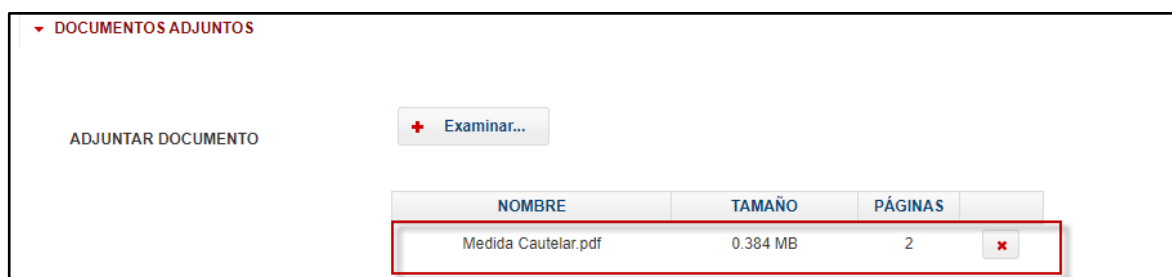 DOCUMENTOS ADJUNTOS
ADJUNTAR DOCUMENTO
Examinar...
NOMBRE TAMAÑO PÁGINAS
Medida Cautelar.pdf 0.384 MB 2